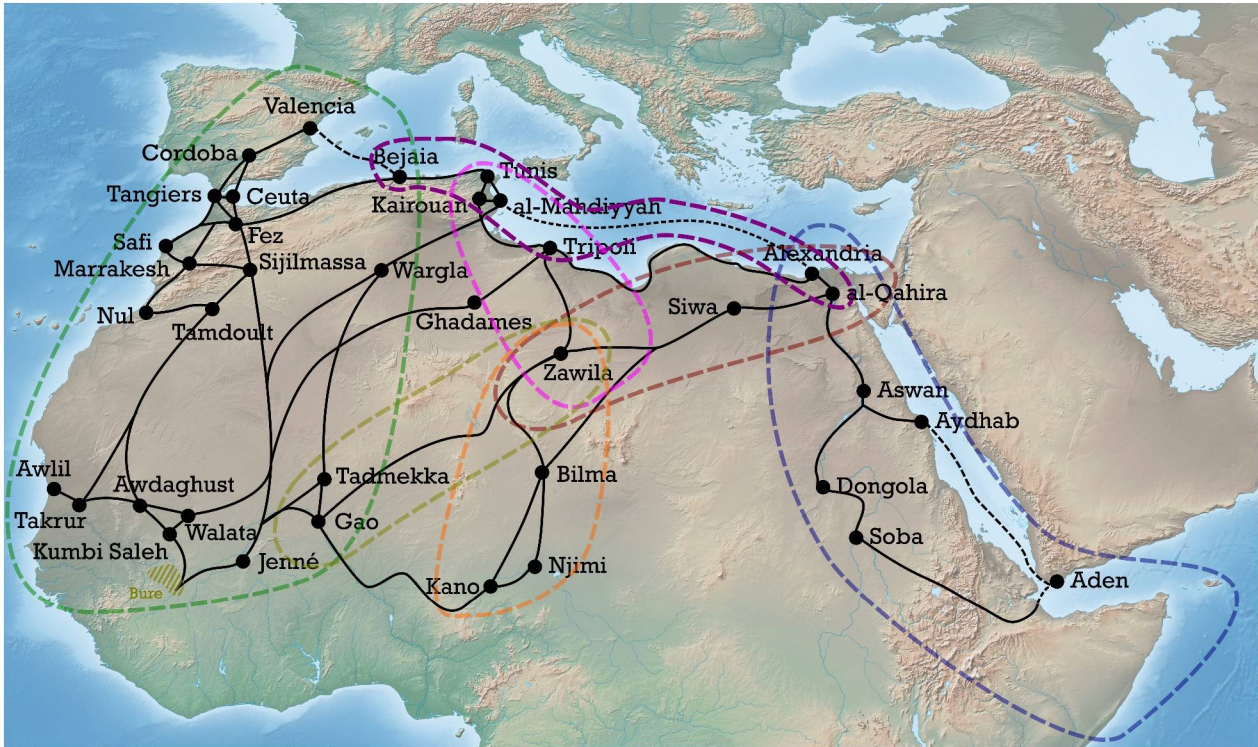 Valencia
Cordoba
Bejaia
Tunis
Tangiers
Ceuta
Kairouan
al-Mahdiyyah
Fez
Safi
Tripoli
Alexandria
Marrakesh
Sijilmassa
Wargla
al-Qahira
Nul
Tamdoult
Ghadames
Siwa
Zawila
Aswan
Aydhab
Awlil
Awdaghust
Tadmekka
Bilma
Dongola
Takrur
Walata
Gao
Kumbi Saleh
Soba
Jenné
Njimi
Bure
Kano
Aden